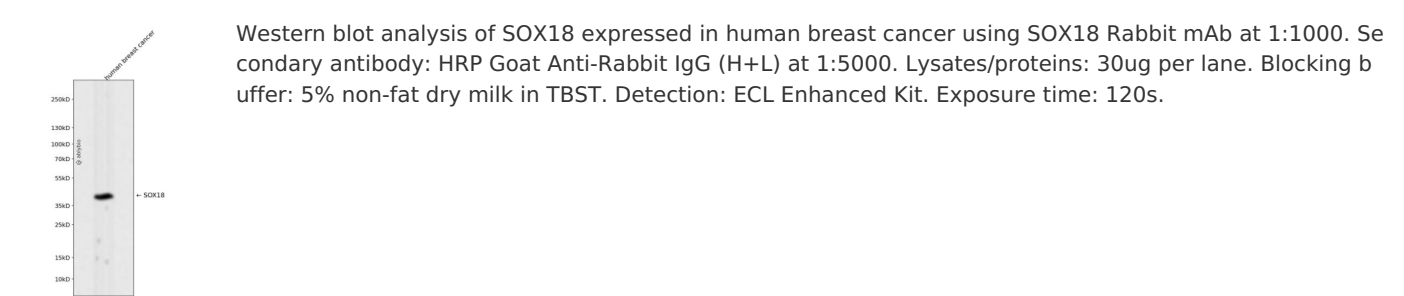 human breast cancer
Western blot analysis of SOX18 expressed in human breast cancer using SOX18 Rabbit mAb at 1:1000. Se
condary antibody: HRP Goat Anti-Rabbit IgG (H+L) at 1:5000. Lysates/proteins: 30ug per lane. Blocking b
uffer: 5% non-fat dry milk in TBST. Detection: ECL Enhanced Kit. Exposure time: 120s.
250kD
130kD
100kD
70kD
55kD
← SOX18
35kD
25kD
15kD
10kD